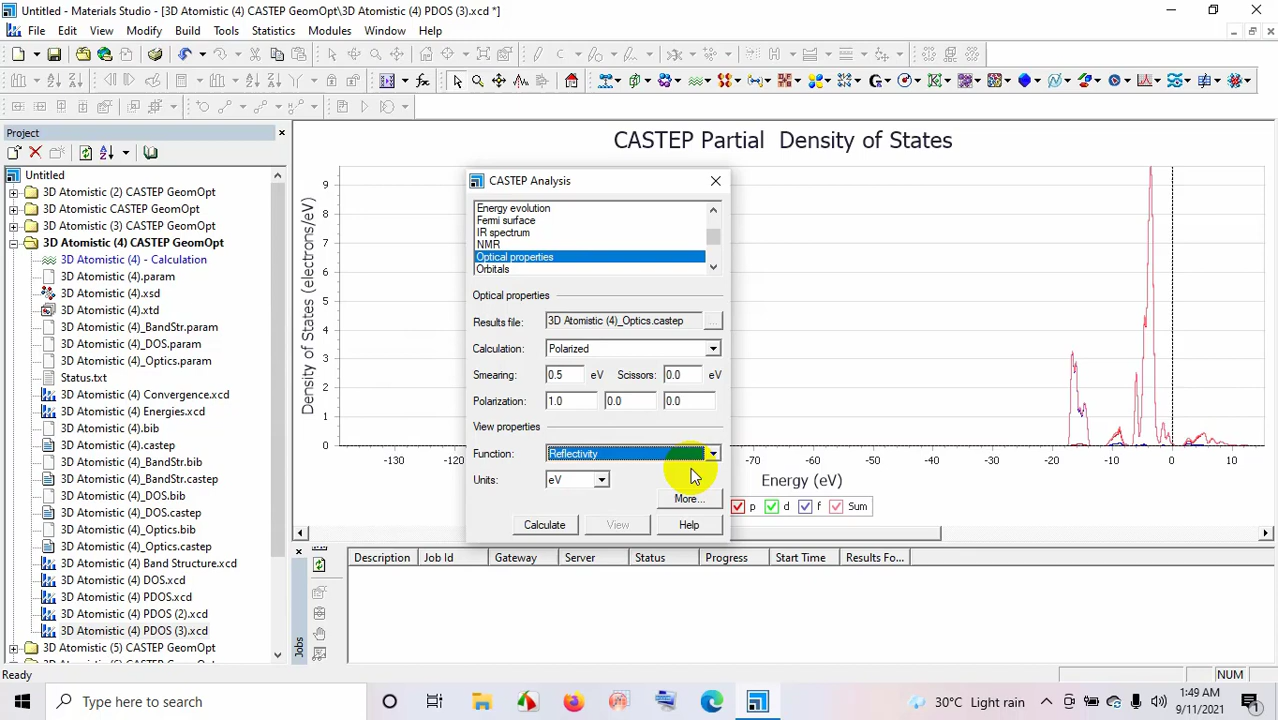 Untitled - Materials Studio - [3D Atomistic (4) CASTEP GeomOpt\3D Atomistic (4) PDOS (3).xcd *]
File Edit View Modify Build Tools Statistics Modules Window Help
Project
Untitled
3D Atomistic (2) CASTEP GeomOpt
3D Atomistic CASTEP GeomOpt
3D Atomistic (3) CASTEP GeomOpt
3D Atomistic (4) CASTEP GeomOpt
3D Atomistic (4) - Calculation
3D Atomistic (4).param
3D Atomistic (4).xsd
3D Atomistic (4).xtd
3D Atomistic (4)_BandStr.param
3D Atomistic (4)_DOS.param
3D Atomistic (4)_Optics.param
Status.txt
3D Atomistic (4) Convergence.xcd
3D Atomistic (4) Energies.xcd
3D Atomistic (4).bib
3D Atomistic (4).castep
3D Atomistic (4)_BandStr.bib
3D Atomistic (4)_BandStr.castep
3D Atomistic (4)_DOS.bib
3D Atomistic (4)_DOS.castep
3D Atomistic (4)_Optics.bib
3D Atomistic (4)_Optics.castep
3D Atomistic (4) Band Structure.xcd
3D Atomistic (4) DOS.xcd
3D Atomistic (4) PDOS.xcd
3D Atomistic (4) PDOS (2).xcd
3D Atomistic (4) PDOS (3).xcd
3D Atomistic (5) CASTEP GeomOpt
CASTEP Partial Density of States
Density of States (electrons/eV)
9
8
7
6
5
4
3
2
1
0
-130 -120 -70 -60 -50 -40 -30 -20 -10 0 10
Energy (eV)
p d f Sum
CASTEP Analysis
Energy evolution
Fermi surface
IR spectrum
NMR
Optical properties
Orbitals
Optical properties
Results file: 3D Atomistic (4)_Optics.castep ...
Calculation: Polarized
Smearing: 0.5 eV Scissors: 0.0 eV
Polarization: 1.0 0.0 0.0
View properties
Function: Reflectivity
Units: eV
More...
Calculate View Help
Jobs
Description Job Id Gateway Server Status Progress Start Time Results Fo...
Ready
NUM
Type here to search
30°C Light rain
1:49 AM
9/11/2021